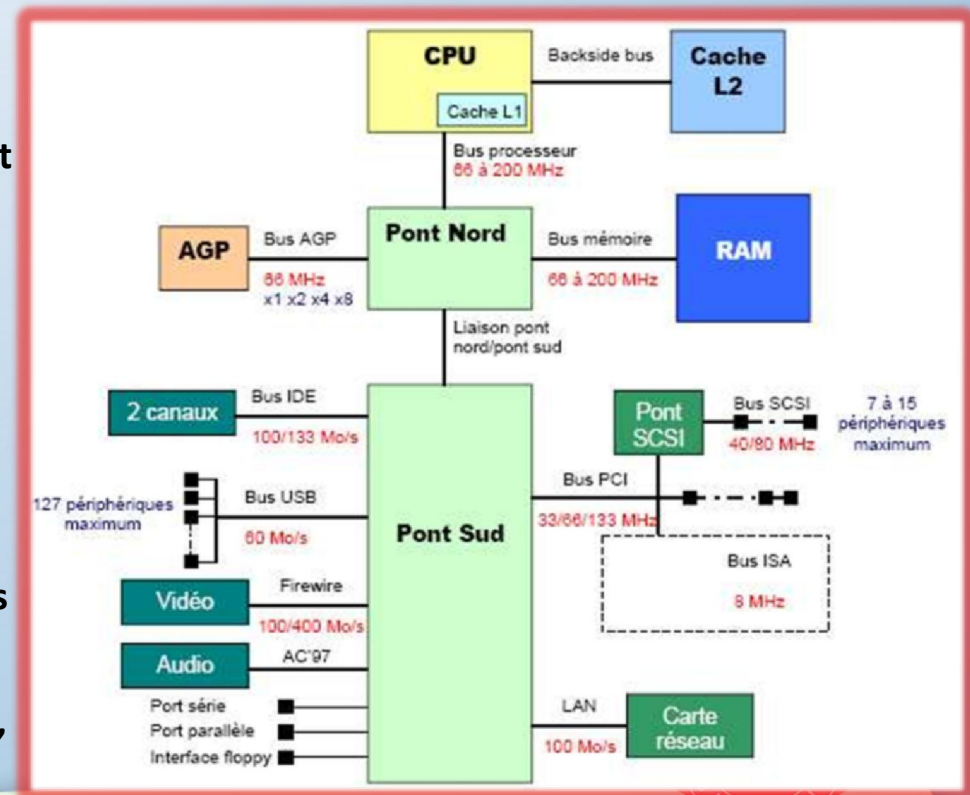 CPU
Cache L1
Backside bus
Cache
L2
t
Bus processeur
66 à 200 MHz
AGP
Bus AGP
66 MHz
x1 x2 x4 x8
Pont Nord
Bus mémoire
66 à 200 MHz
RAM
Liaison pont
nord/pont sud
2 canaux
Bus IDE
100/133 Mo/s
Pont
SCSI
Bus SCSI
40/80 MHz
7 à 15
périphériques
maximum
127 périphériques
maximum
Bus USB
60 Mo/s
Pont Sud
Bus PCI
33/66/133 MHz
Bus ISA
8 MHz
s
Vidéo
Firewire
100/400 Mo/s
Audio
AC'97
Port série
Port parallèle
Interface floppy
,
LAN
100 Mo/s
Carte
réseau